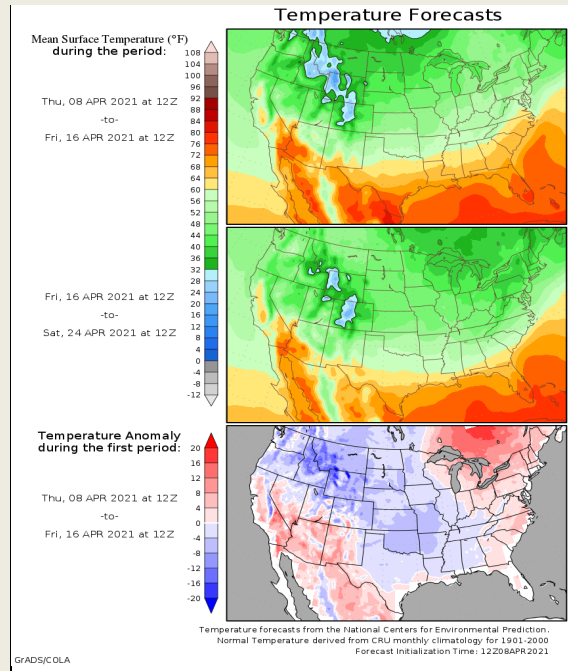 Temperature Forecasts
Mean Surface Temperature (°F)
during the period:
108
104
100
96
92
88
84
80
76
72
68
64
60
56
52
48
44
40
36
32
28
24
20
16
12
8
4
0
-4
-8
-12
Thu, 08 APR 2021 at 12Z
-to-
Fri, 16 APR 2021 at 12Z
Fri, 16 APR 2021 at 12Z
-to-
Sat, 24 APR 2021 at 12Z
Temperature Anomaly
during the first period:
20
16
12
8
4
0
-4
-8
-12
-16
-20
Thu, 08 APR 2021 at 12Z
-to-
Fri, 16 APR 2021 at 12Z
Temperature forecasts from the National Centers for Environmental Prediction.
Normal Temperature derived from CRU monthly climatology for 1901-2000
Forecast Initialization Time: 12Z08APR2021
GrADS/COLA